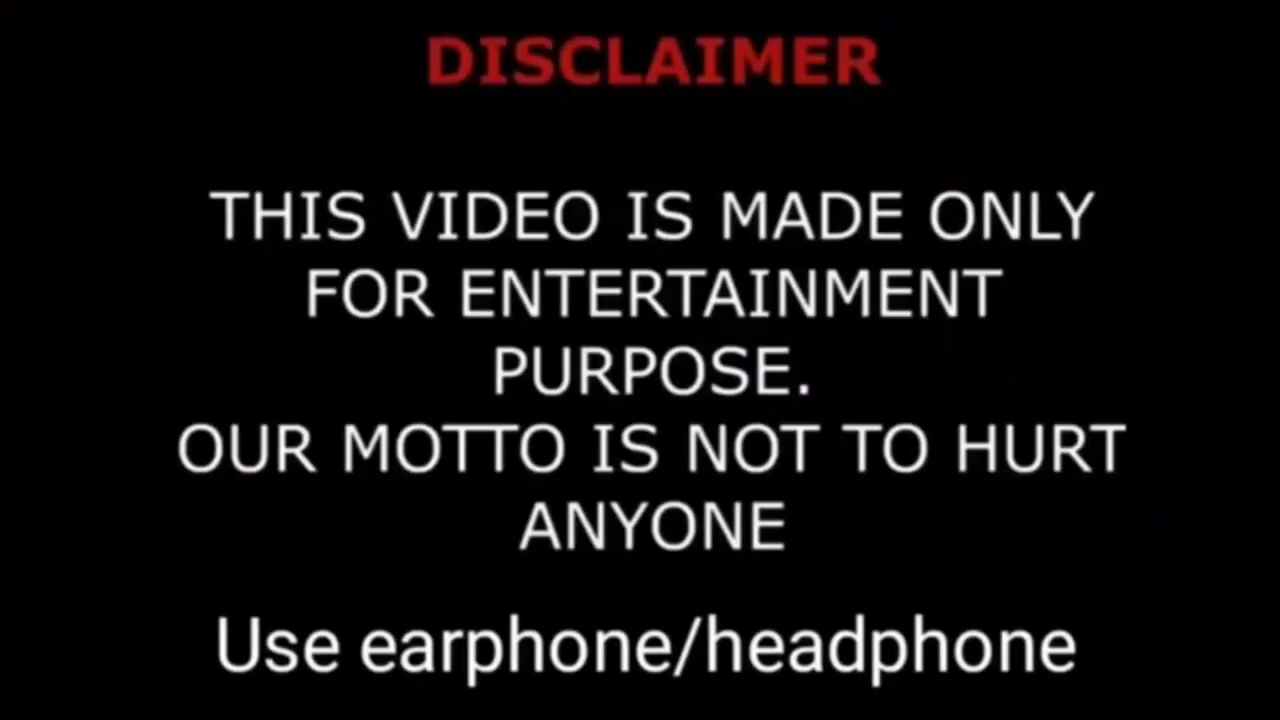 DISCLAIMER
THIS VIDEO IS MADE ONLY
FOR ENTERTAINMENT
PURPOSE.
OUR MOTTO IS NOT TO HURT
ANYONE
Use earphone/headphone